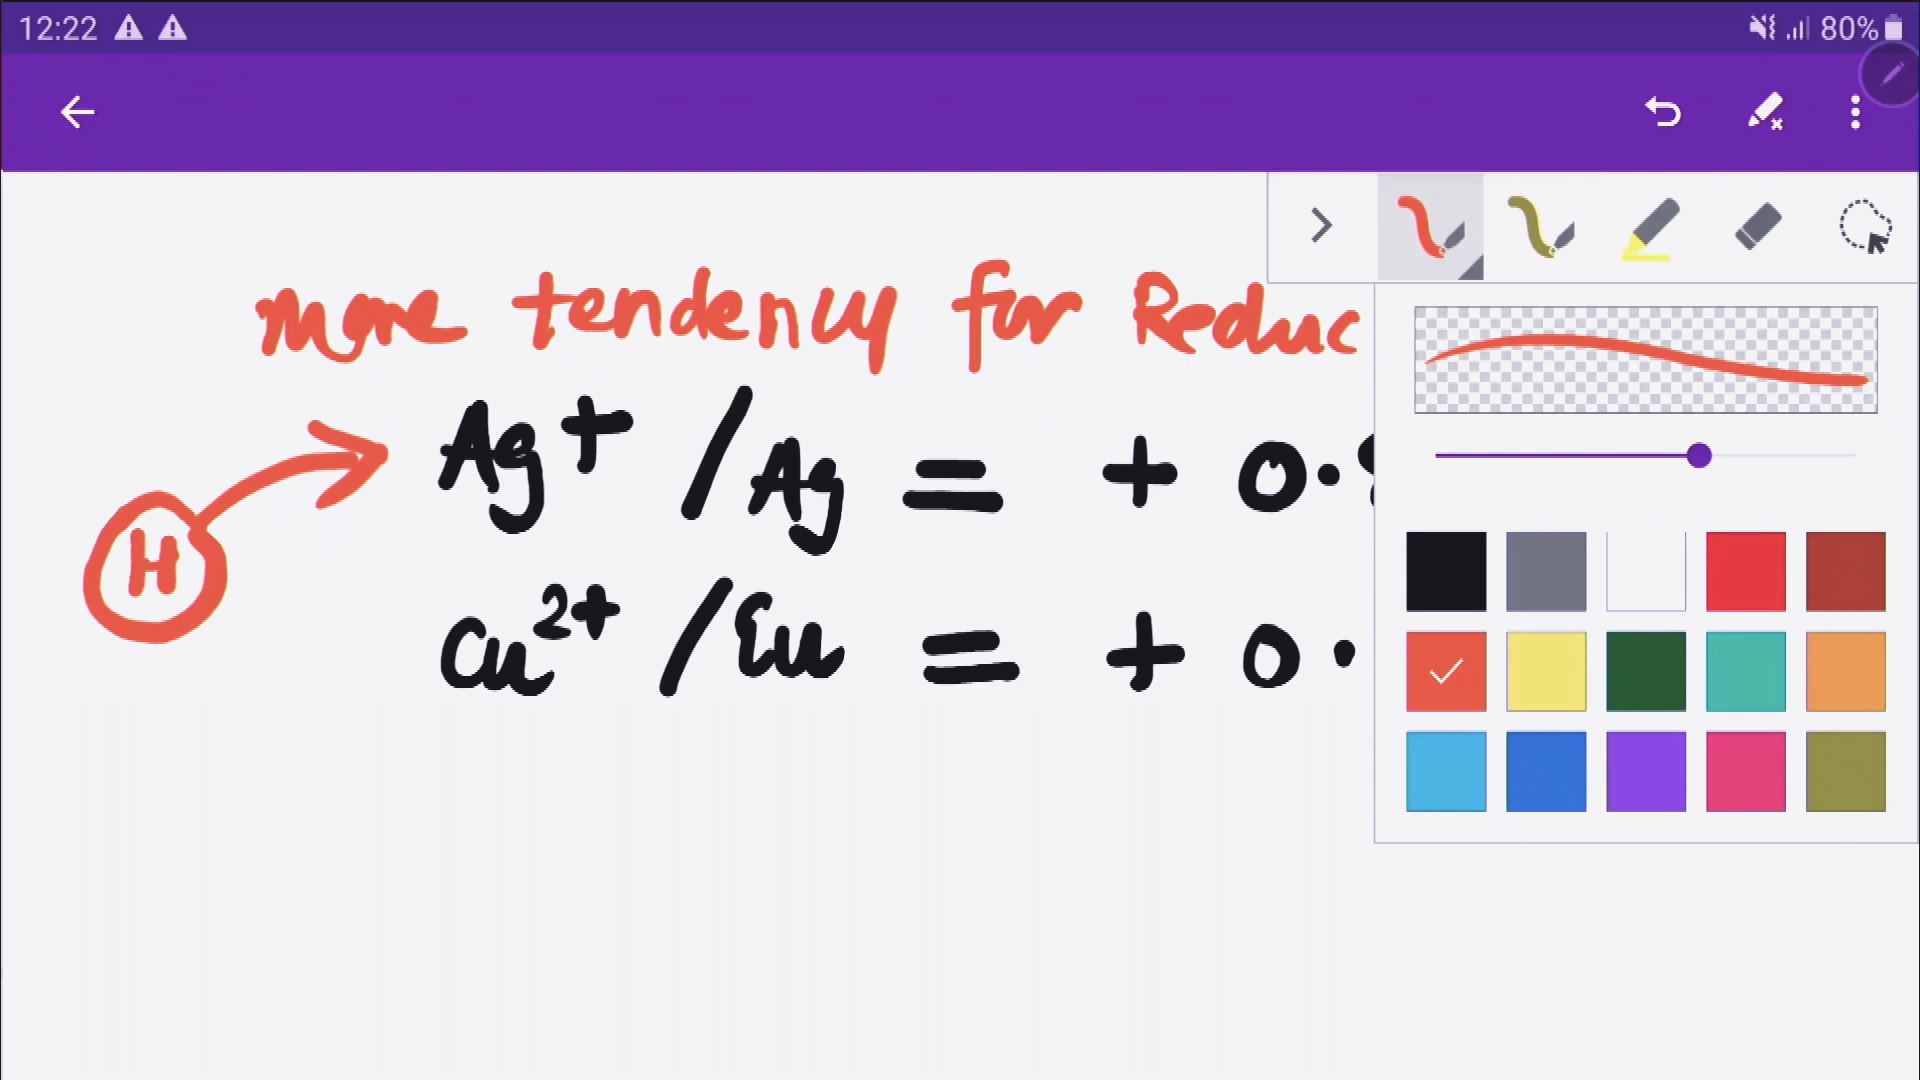 12:22
80%
more tendency for Reduc
Ag+ / Ag = + 0.
H
Cu2+ / Cu = + 0.